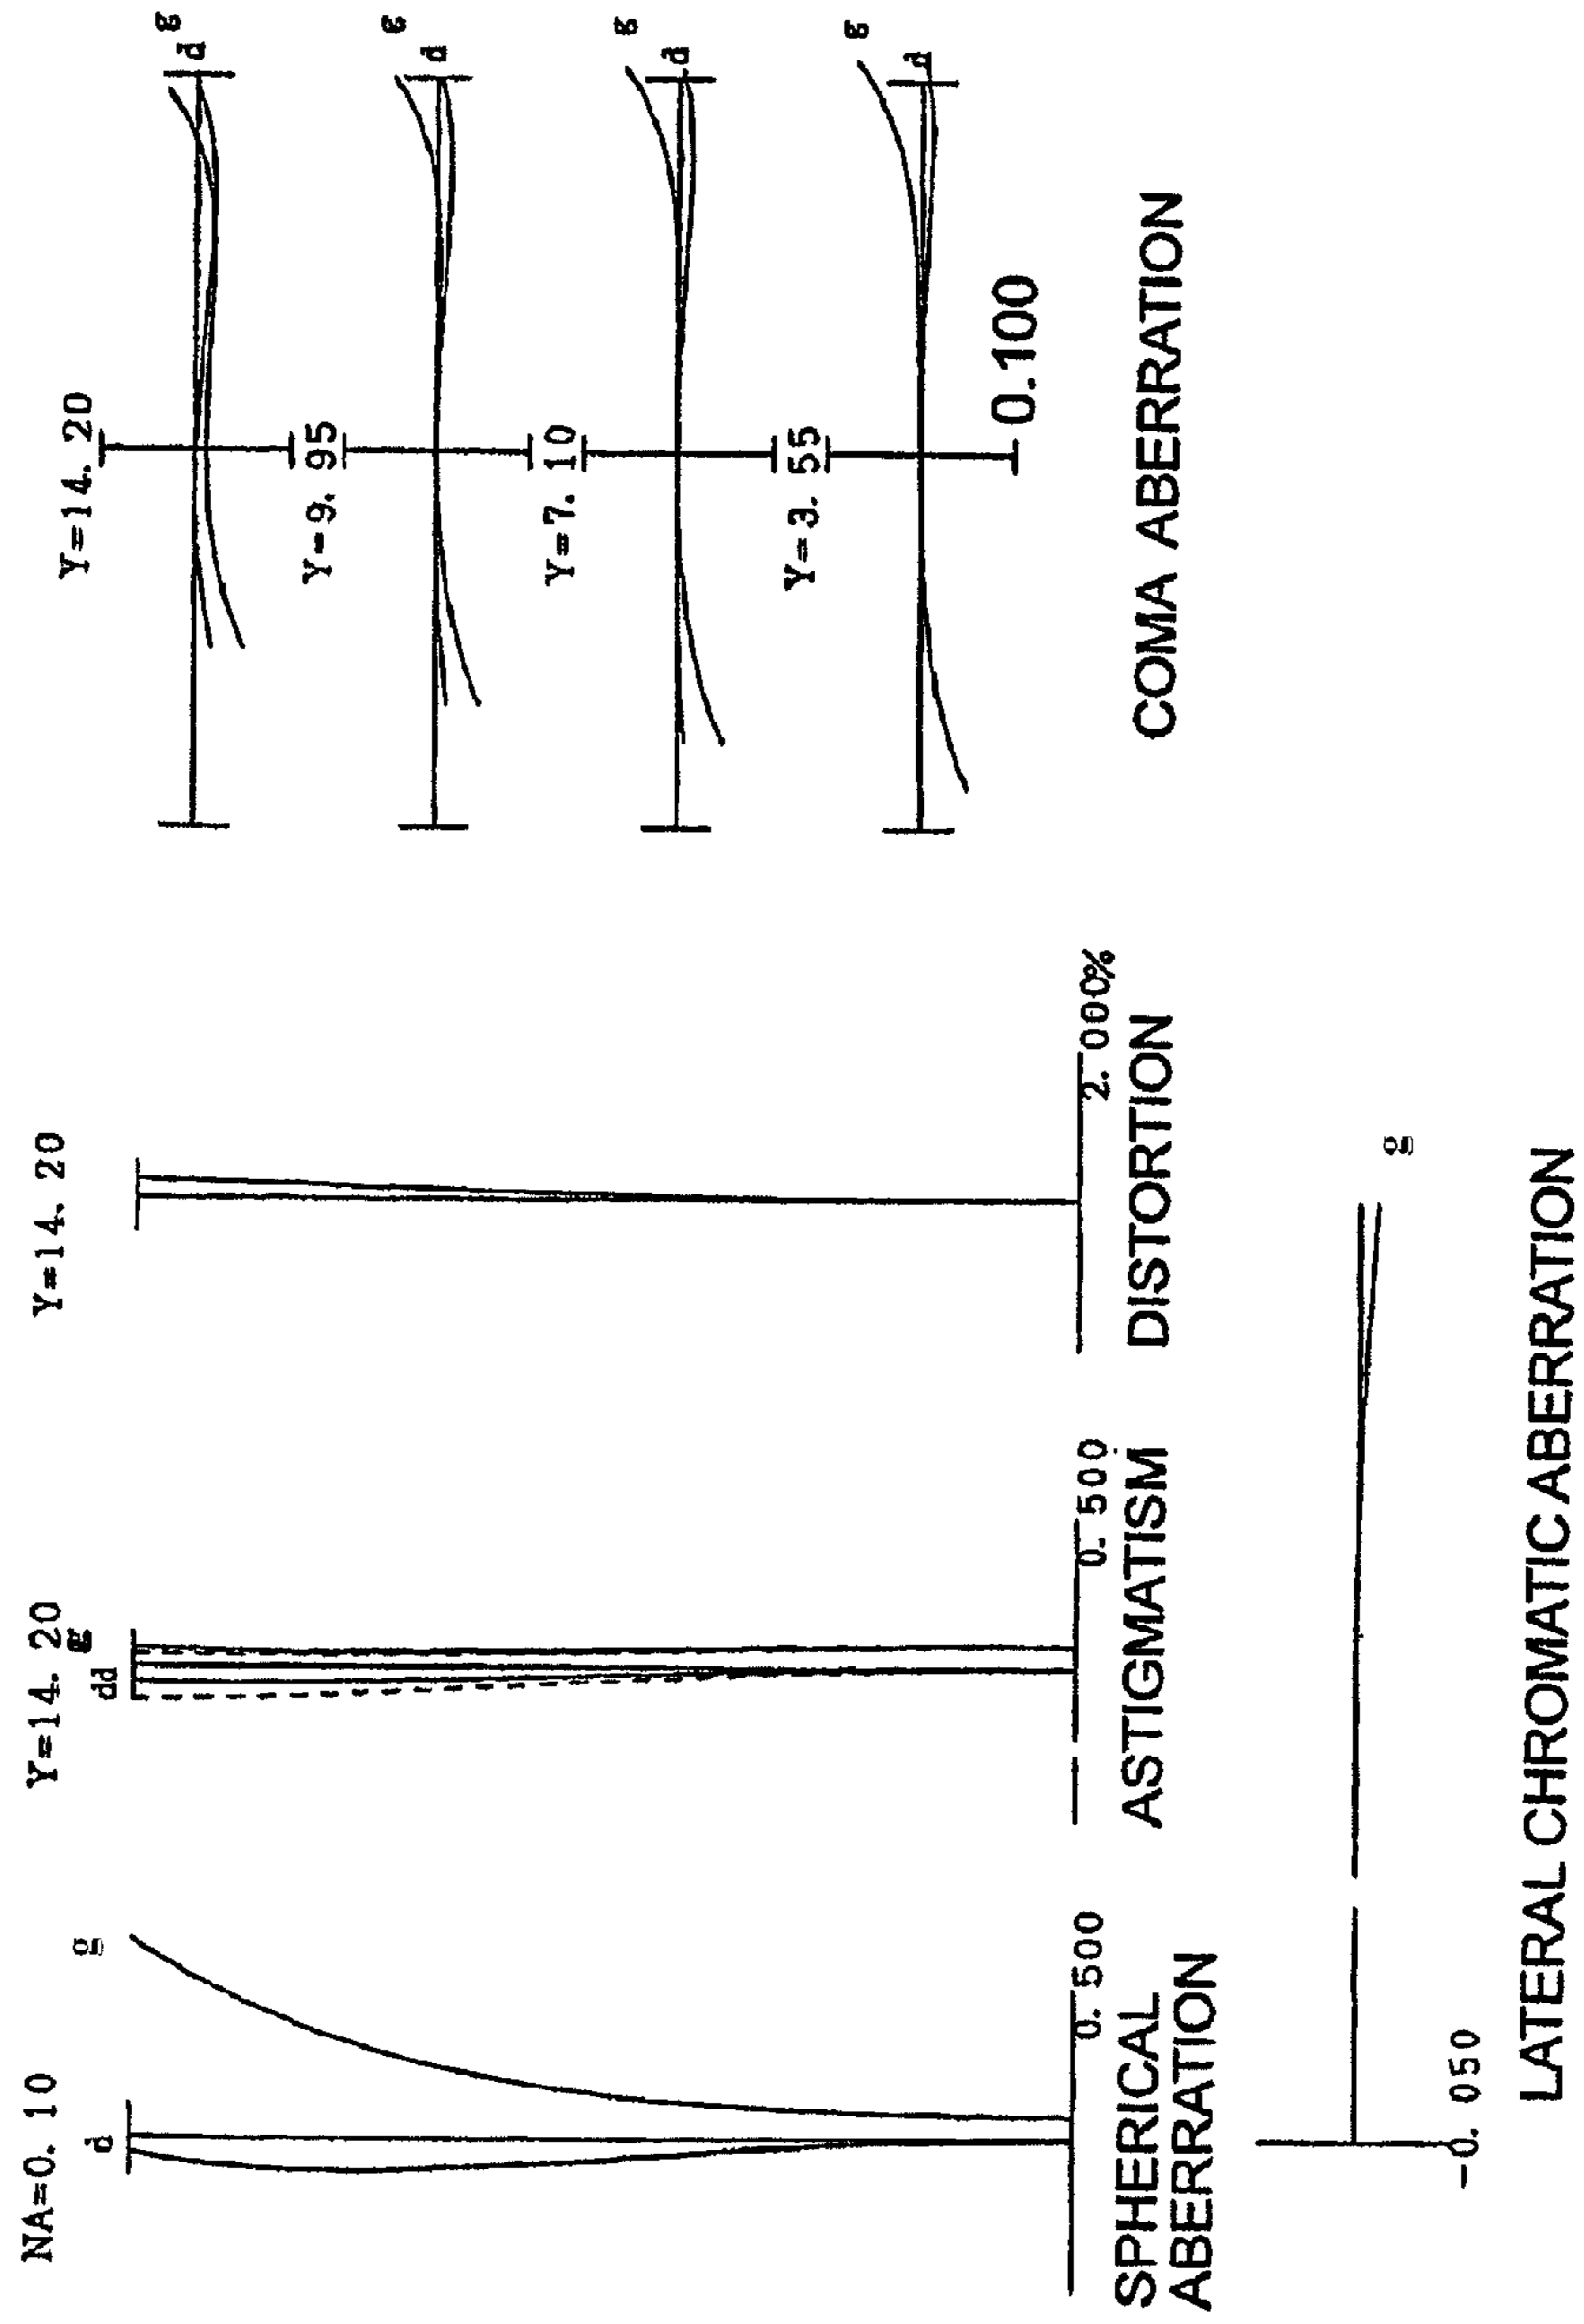 NA=0. 10
d
g
0. 500
SPHERICAL
ABERRATION
Y=14. 20
dd
g
0. 500
ASTIGMATISM
Y=14. 20
2. 000%
DISTORTION
Y=14. 20
g
d
Y=9. 95
g
d
Y=7. 10
g
d
Y=3. 55
g
d
0.100
COMA ABERRATION
g
-0. 050
LATERAL CHROMATIC ABERRATION